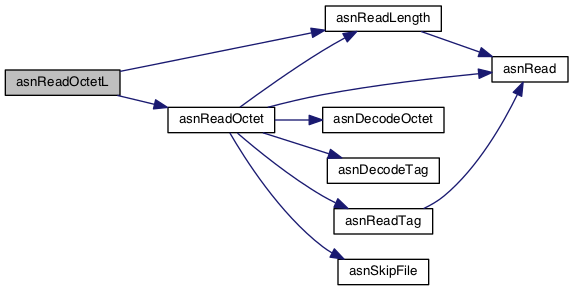 asnReadOctetL
asnReadLength
asnRead
asnReadOctet
asnDecodeOctet
asnDecodeTag
asnReadTag
asnSkipFile